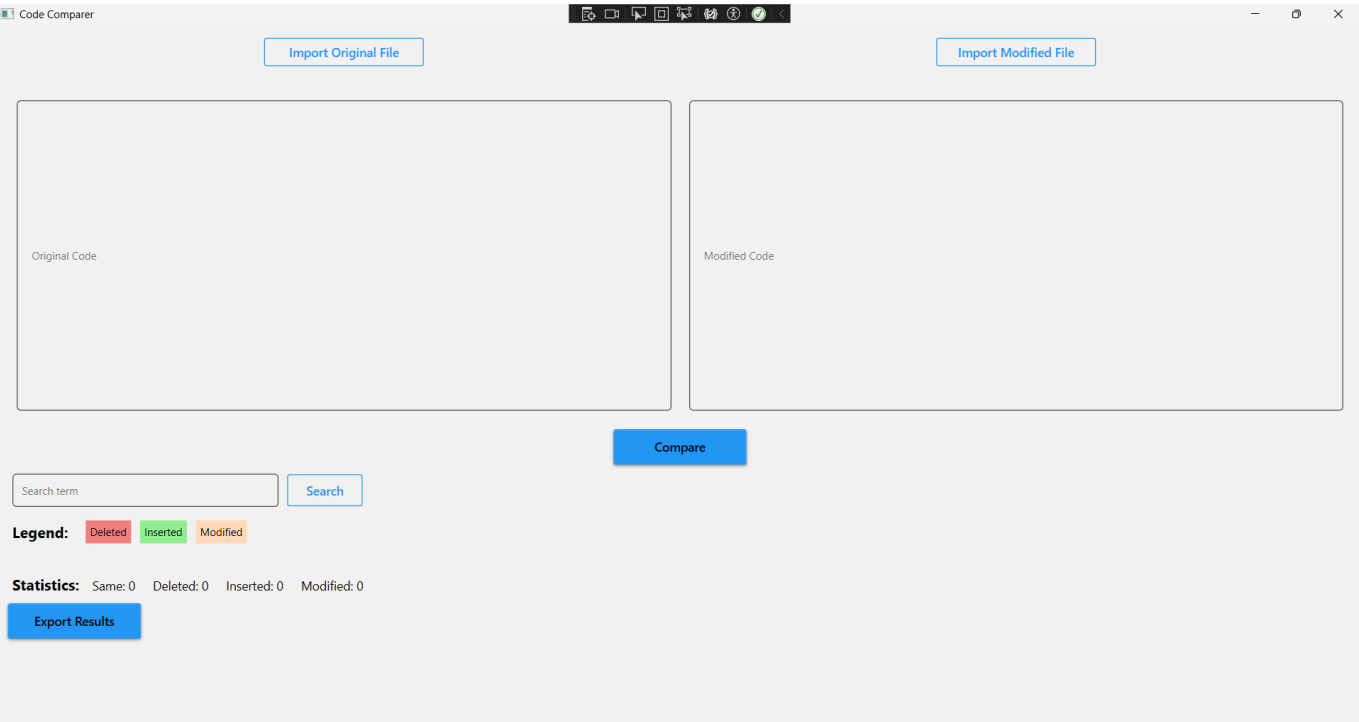 Code Comparer
Import Original File
Import Modified File
Original Code
Modified Code
Compare
Search term
Search
Legend: Deleted Inserted Modified
Statistics: Same: 0 Deleted: 0 Inserted: 0 Modified: 0
Export Results